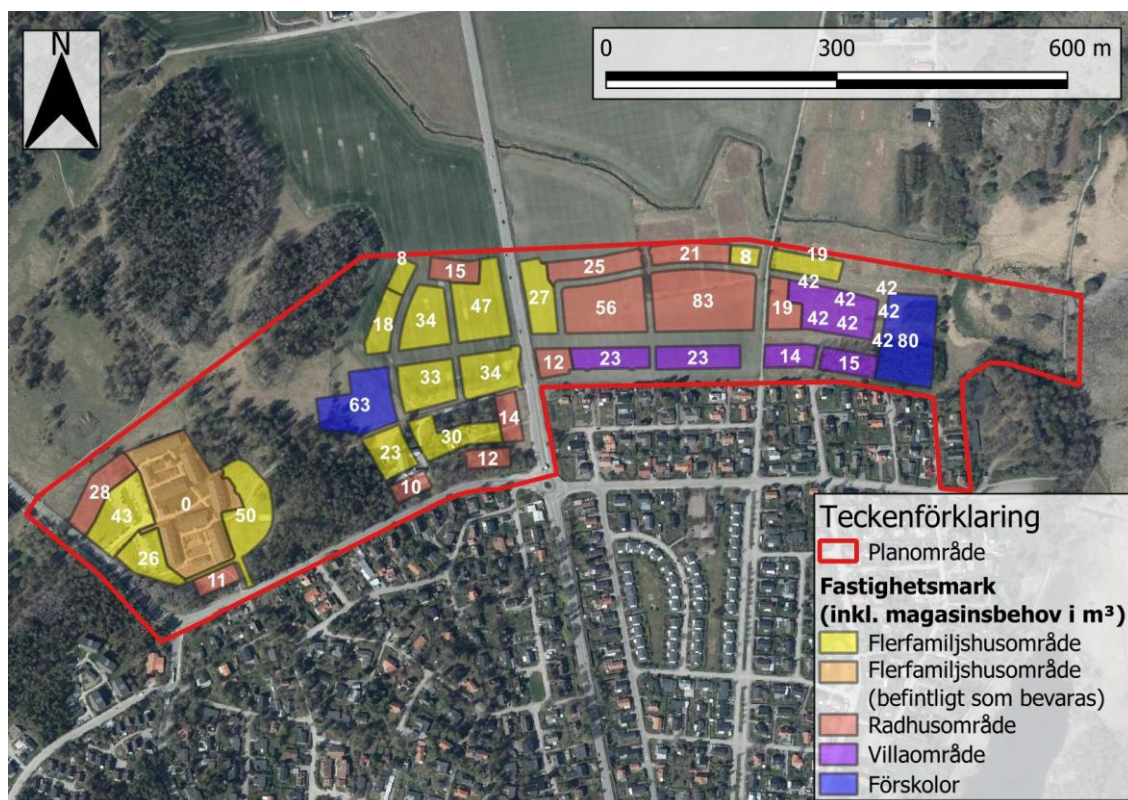 N
0 300 600 m
8 15 47 27 25 21 8 19
18 34 56 83 19 42 42 42 42
42 42 42 80
33 34 12 23 23 14 15
63
23 30 14
12
10
28 43 0 50
26
11
Teckenförklaring
Planområde
Fastighetsmark
(inkl. magasinsbehov i m³)
Flerfamiljshusområde
Flerfamiljshusområde
(befintligt som bevaras)
Radhusområde
Villaområde
Förskolor